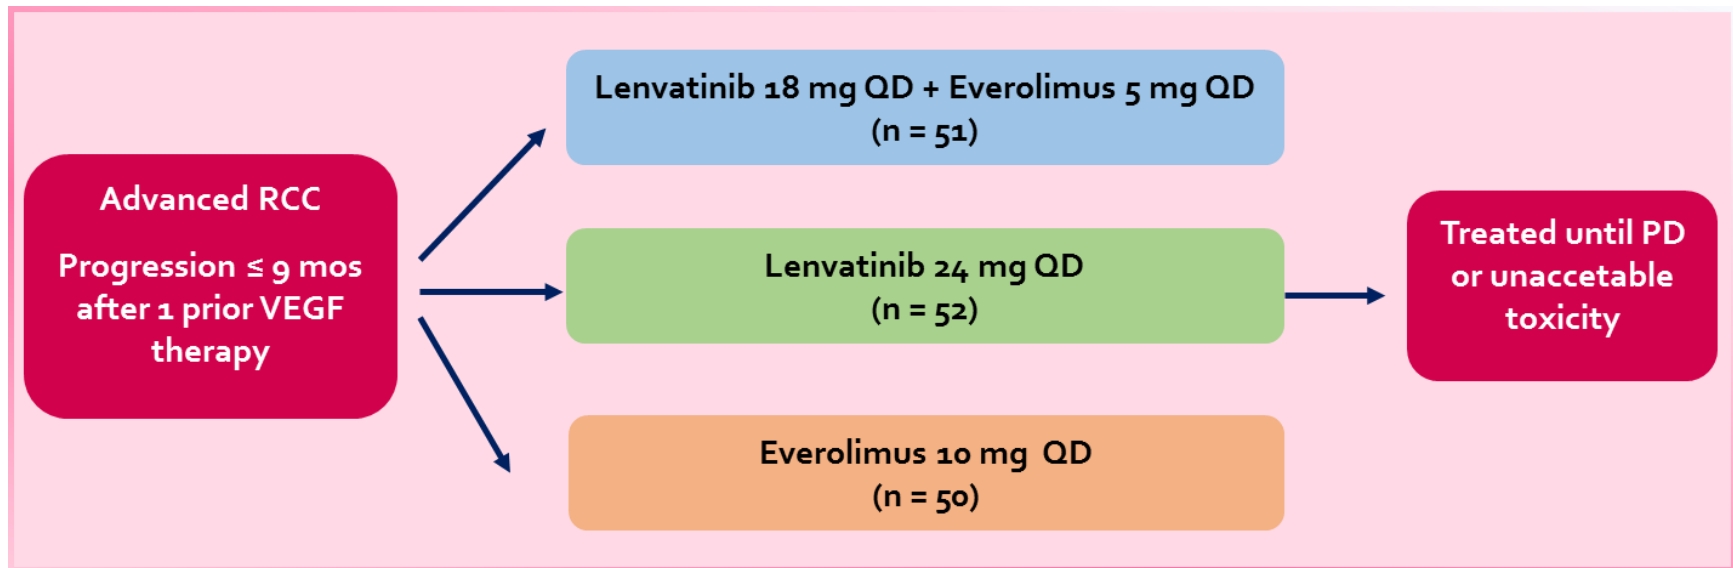 Advanced RCC
Progression ≤ 9 mos
after 1 prior VEGF
therapy
Lenvatinib 18 mg QD + Everolimus 5 mg QD
(n = 51)
Lenvatinib 24 mg QD
(n = 52)
Everolimus 10 mg QD
(n = 50)
Treated until PD
or unaccetable
toxicity